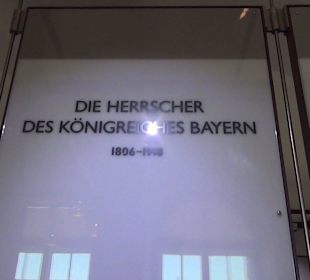 DIE HERRSCHER
DES KÖNIGREICHES BAYERN
1806-1918